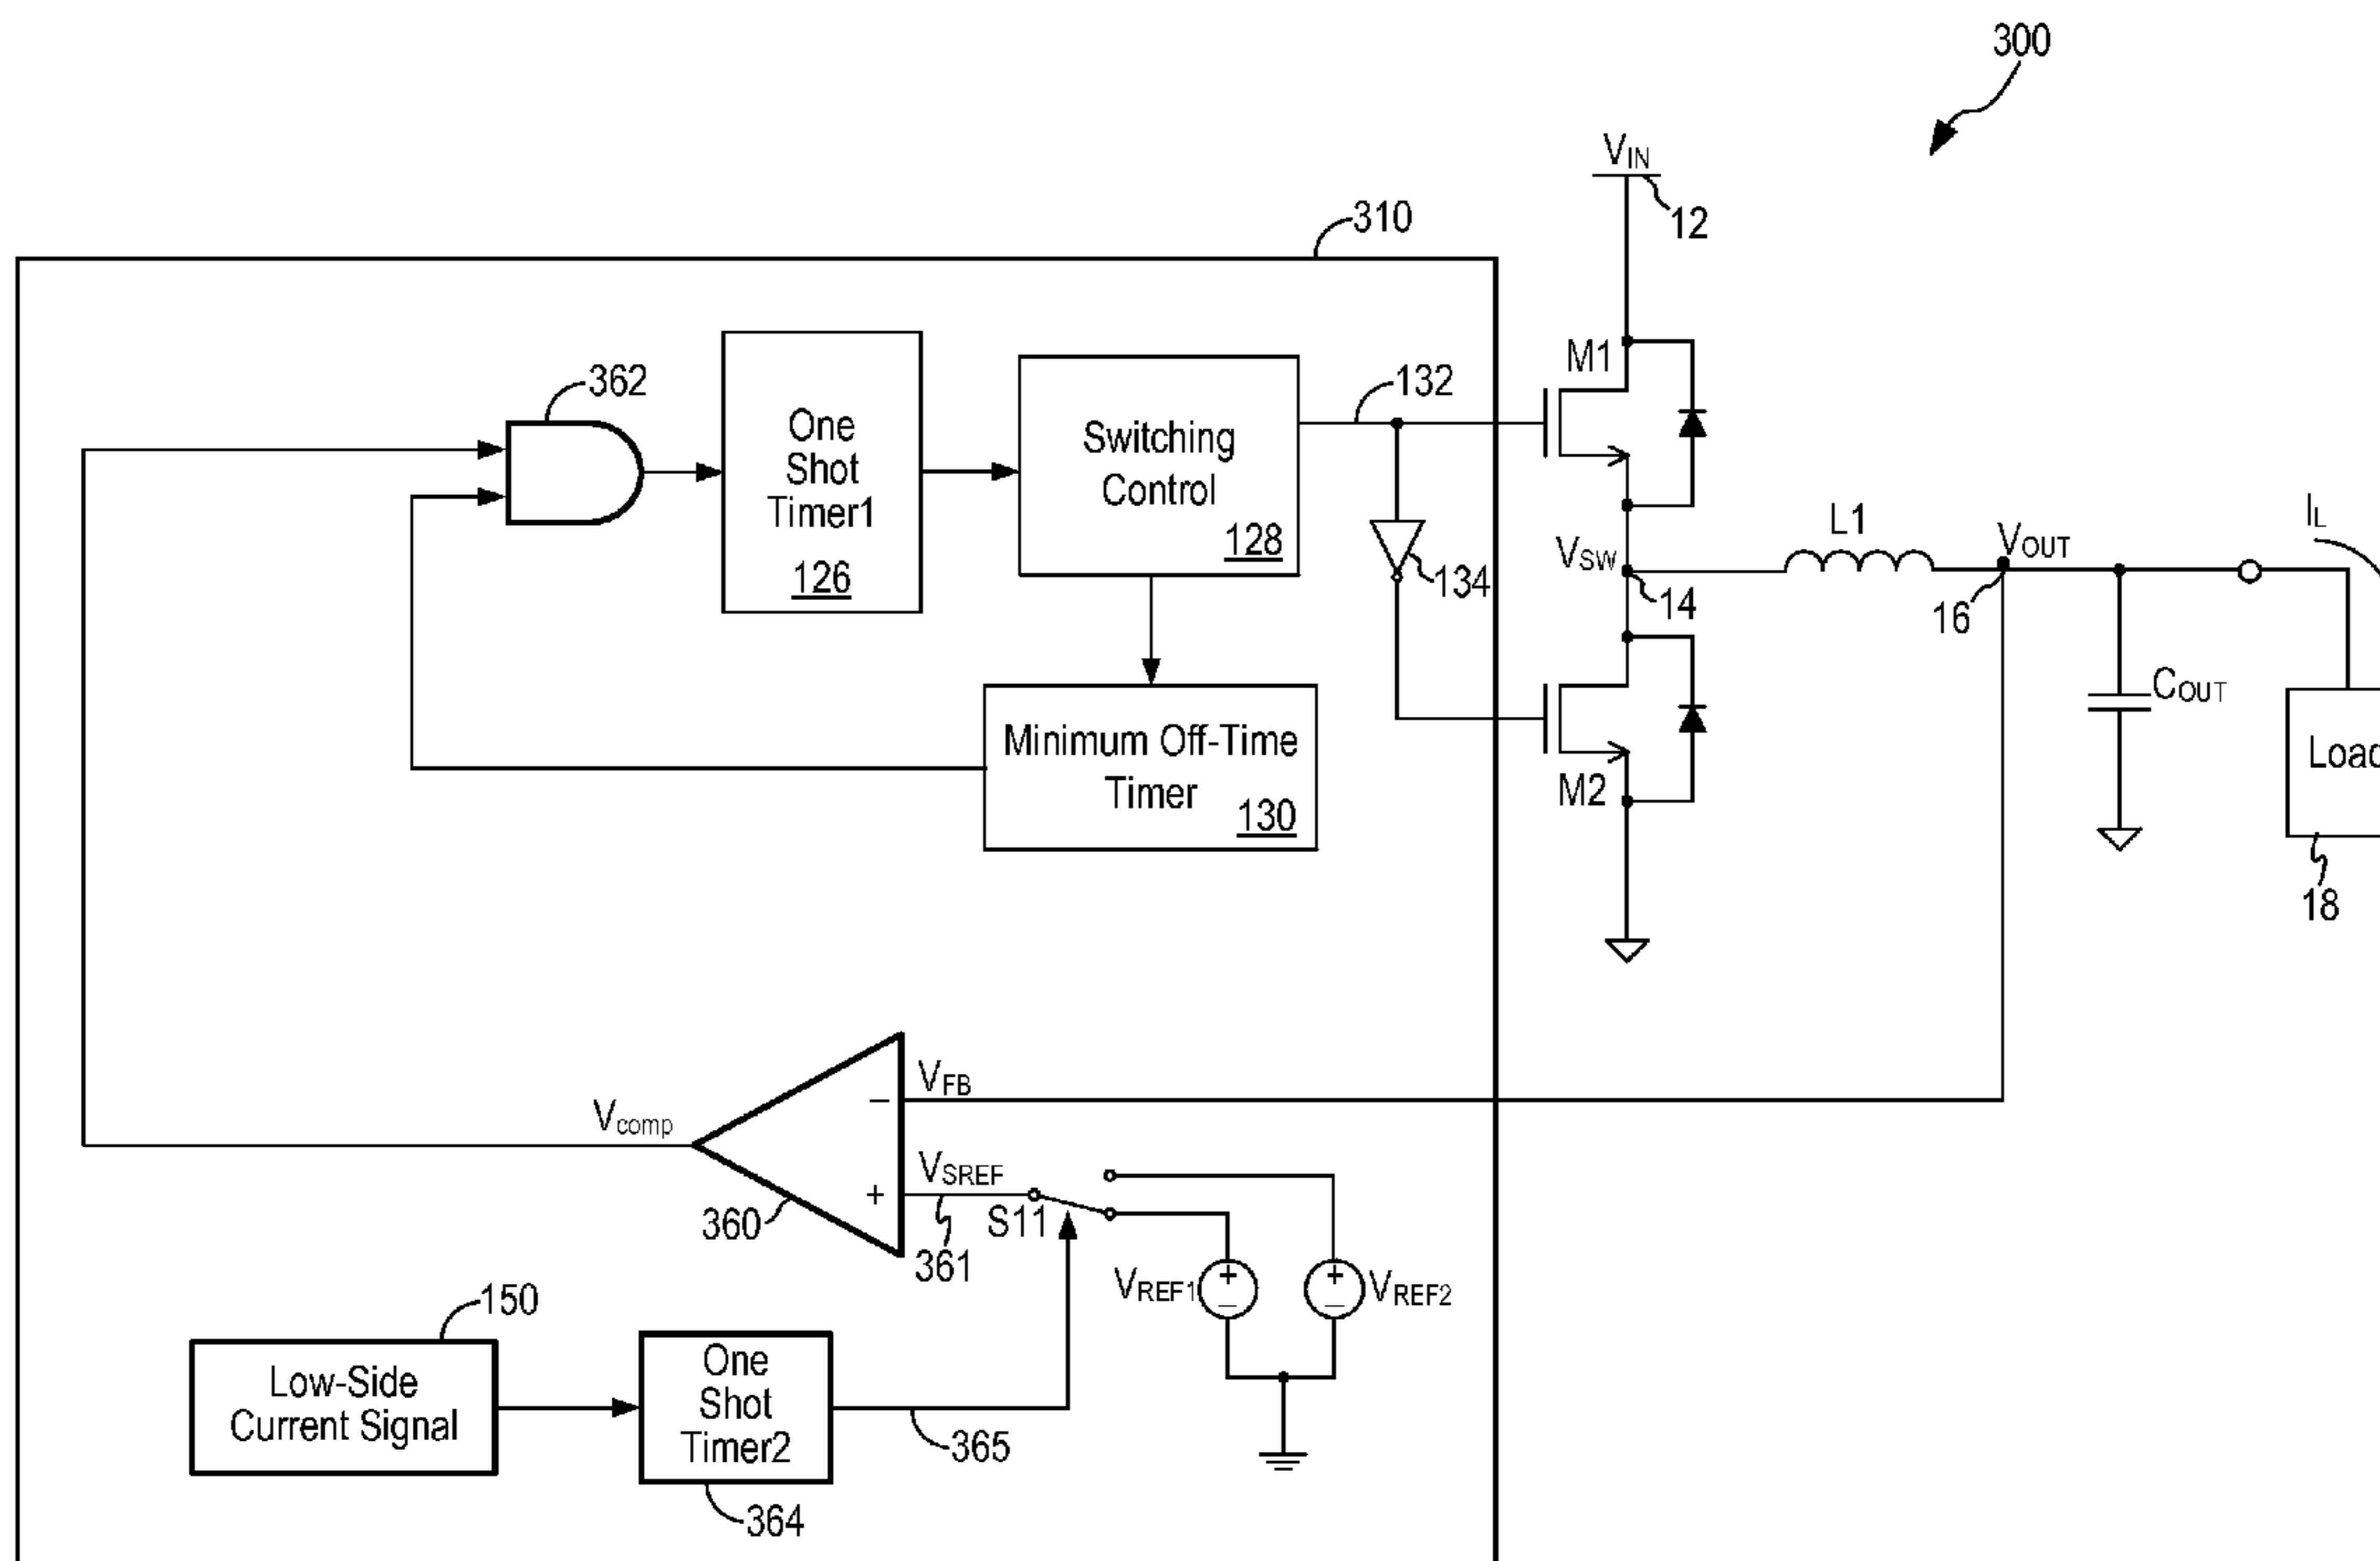 300
VIN
12
310
M1
362
132
One
Shot
Timer1
126
Switching
Control
128
134
VSW
14
L1
VOUT
16
IL
COUT
Load
18
Minimum Off-Time
Timer
130
M2
VFB
−
Vcomp
VSREF
+
360
361
S11
VREF1
+
−
+
−
VREF2
150
Low-Side
Current Signal
One
Shot
Timer2
365
364